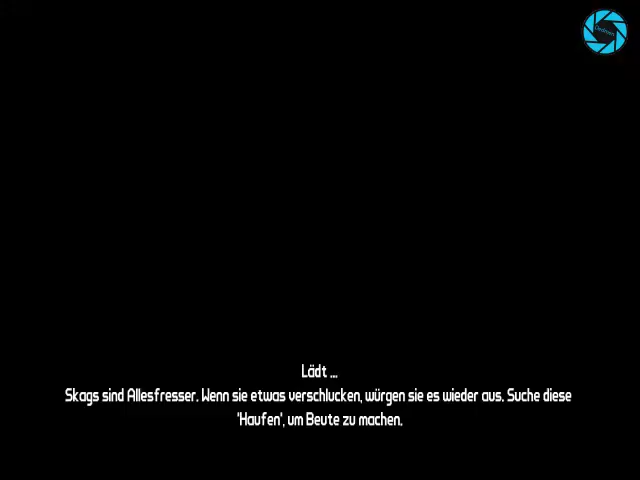 Lädt ...
Skags sind Allesfresser. Wenn sie etwas verschlucken, würgen sie es wieder aus. Suche diese
'Haufen', um Beute zu machen.